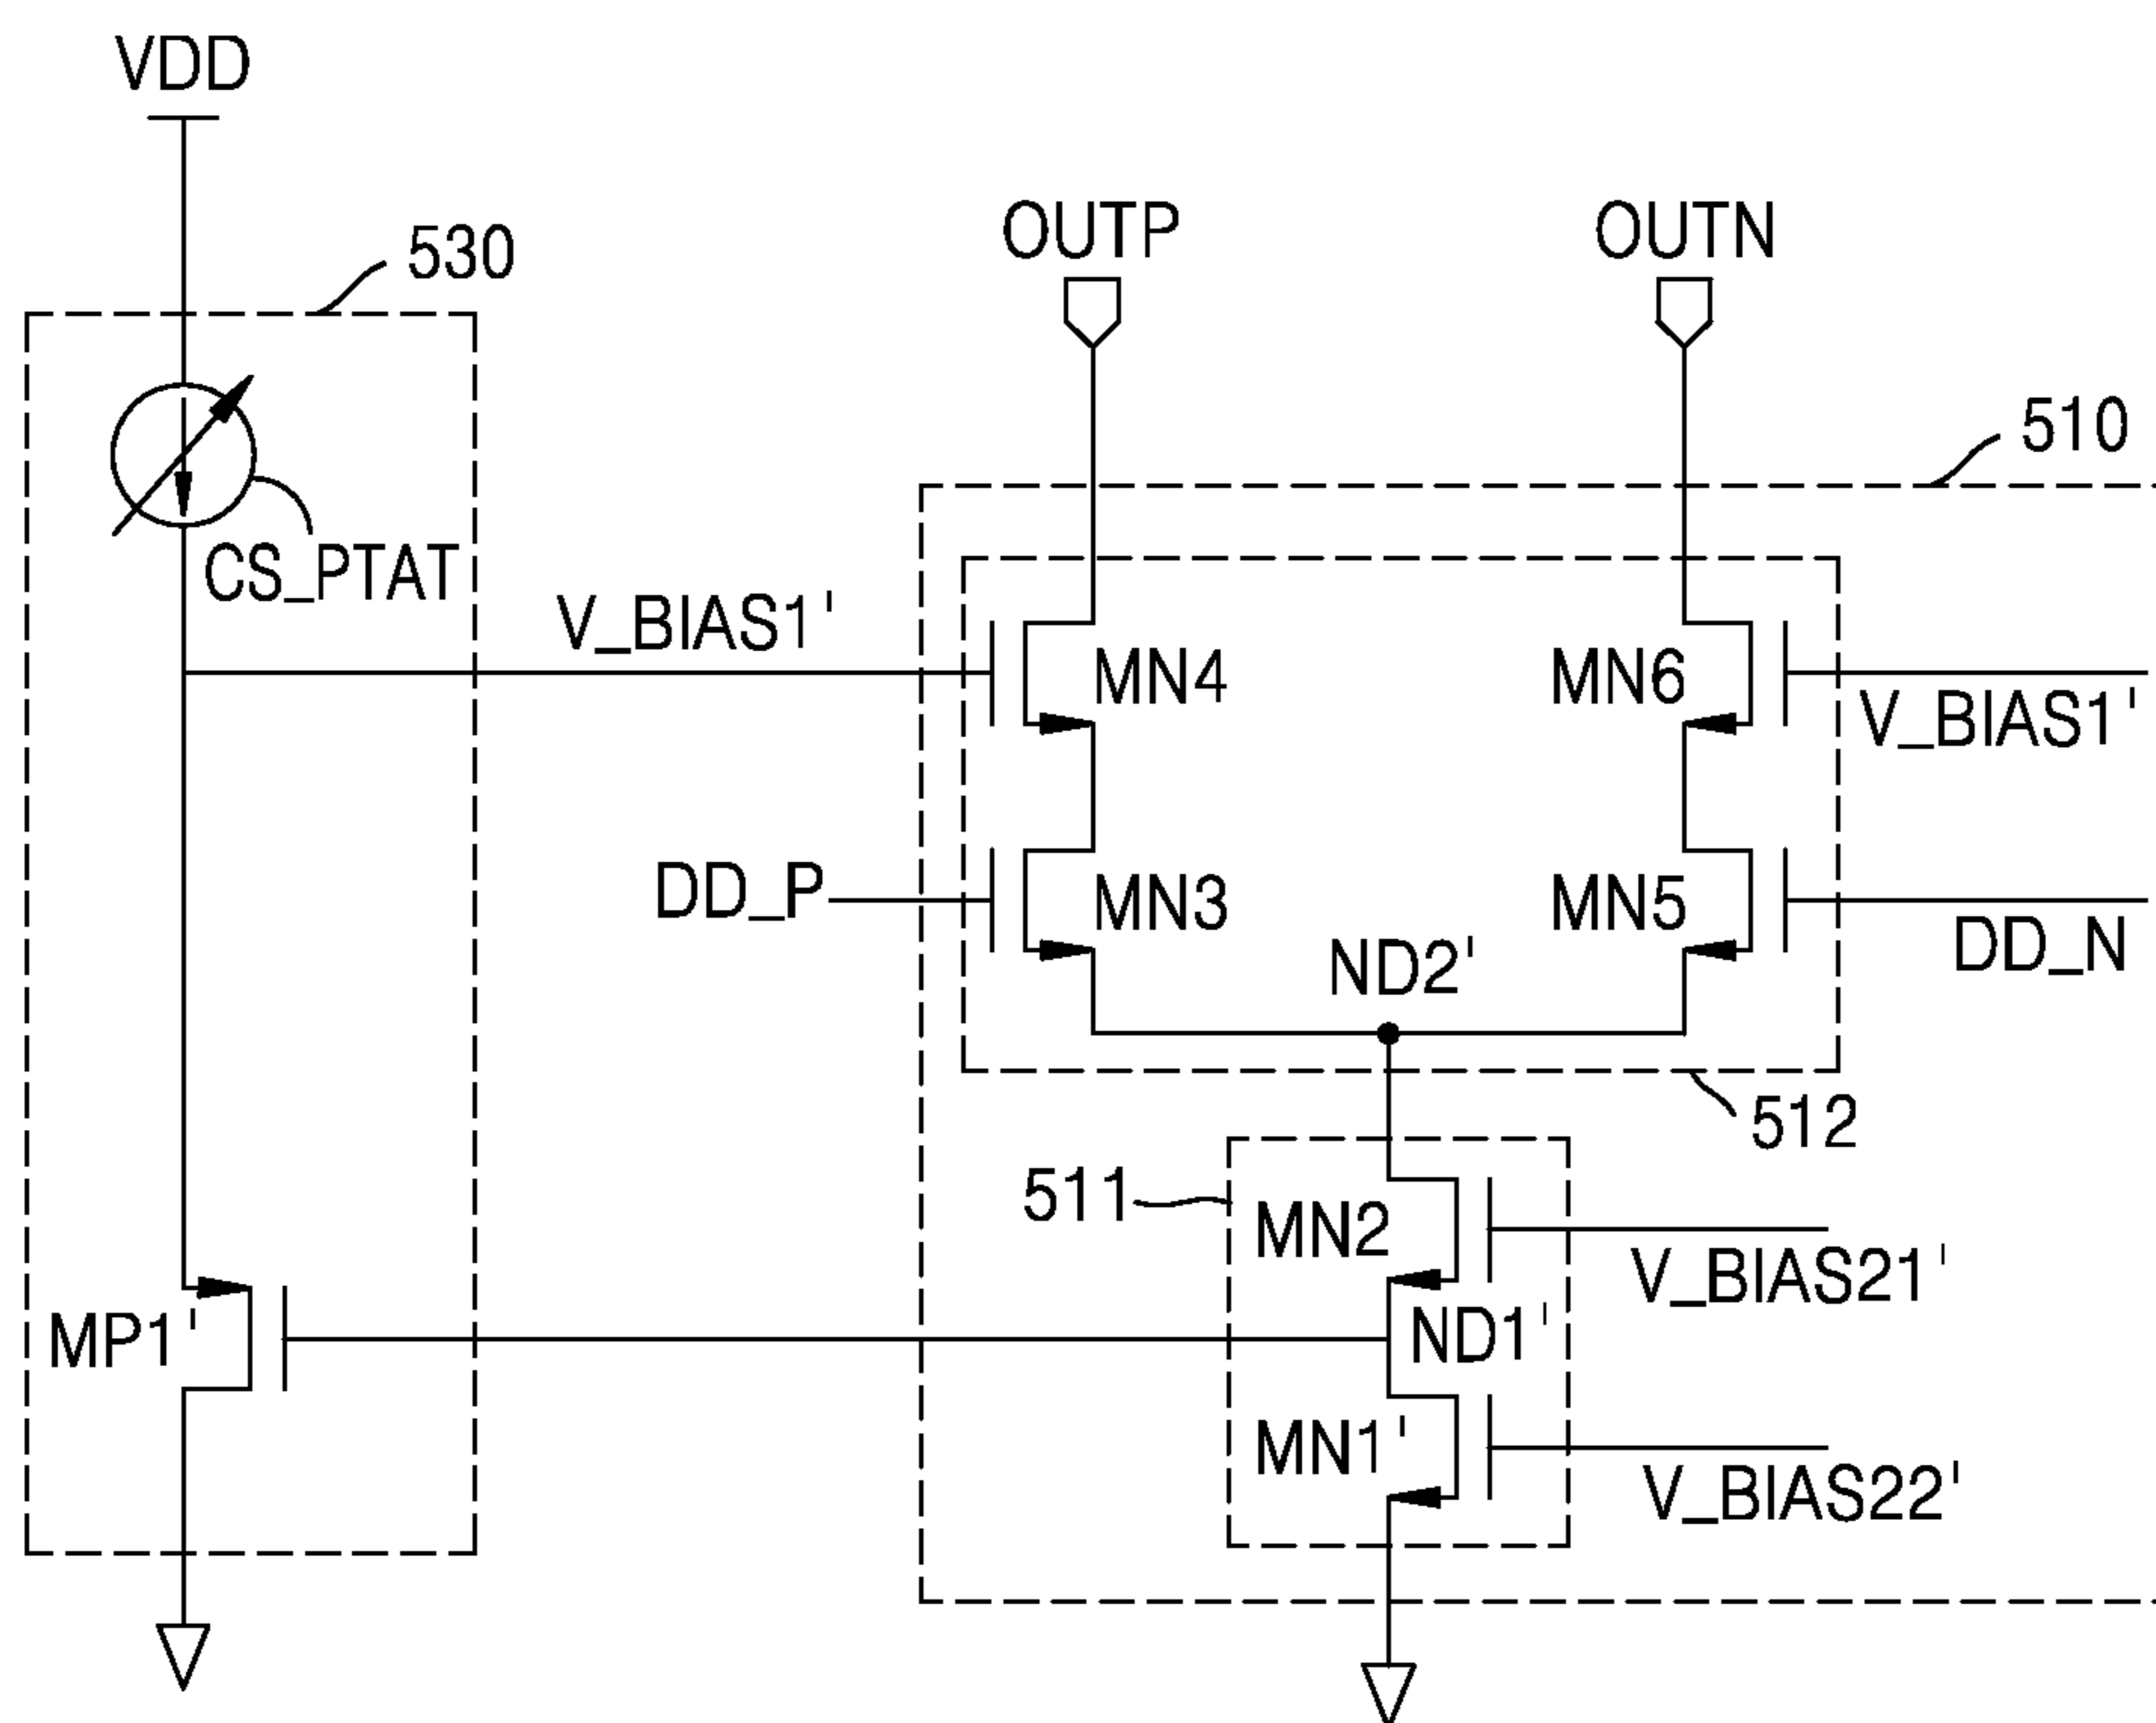 VDD
530
OUTP
OUTN
510
CS_PTAT
V_BIAS1'
MN4
MN6
V_BIAS1'
DD_P
MN3
MN5
DD_N
ND2'
512
511
MN2
V_BIAS21'
MP1'
ND1'
MN1'
V_BIAS22'